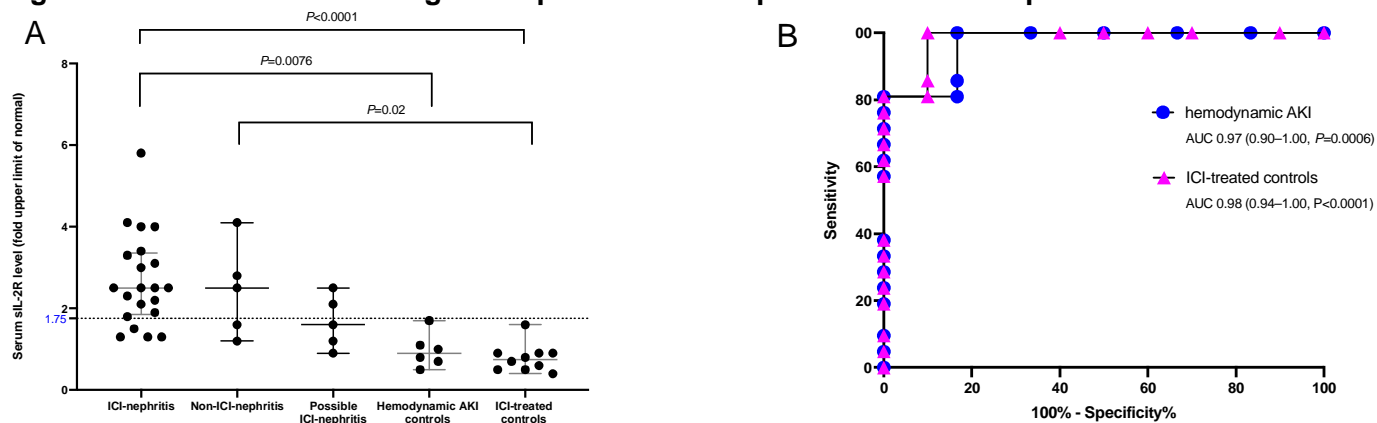 A
P<0.0001
P=0.0076
P=0.02
Serum sIL-2R level (fold upper limit of normal)
8
6
4
2
1.75
0
ICI-nephritis
Non-ICI-nephritis
Possible
ICI-nephritis
Hemodynamic AKI
controls
ICI-treated
controls
B
Sensitivity
00
80
60
40
20
0
0
20
40
60
80
100
100% - Specificity%
hemodynamic AKI
AUC 0.97 (0.90–1.00, P=0.0006)
ICI-treated controls
AUC 0.98 (0.94–1.00, P<0.0001)